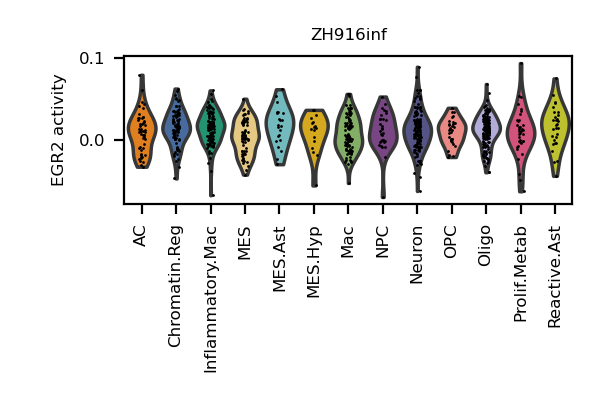 ZH916inf
EGR2 activity
0.1
0.0
AC
Chromatin.Reg
Inflammatory.Mac
MES
MES.Ast
MES.Hyp
Mac
NPC
Neuron
OPC
Oligo
Prolif.Metab
Reactive.Ast